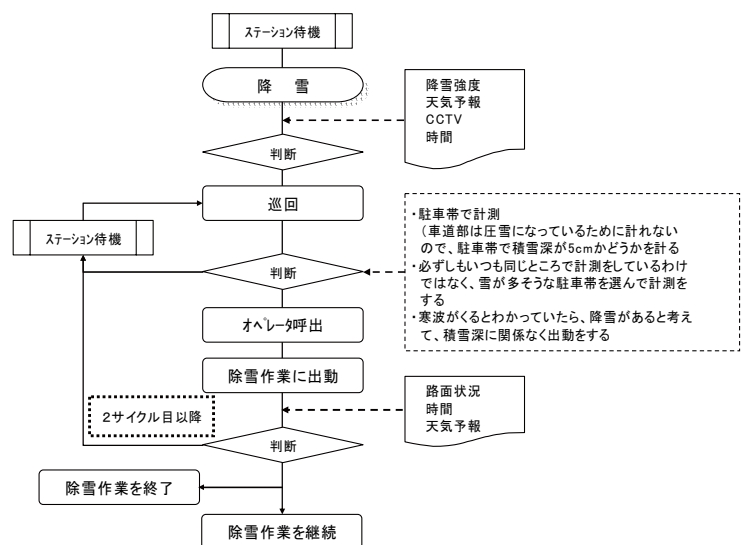 ステーション待機
降　雪
降雪強度
天気予報
CCTV
時間
判断
巡回
ステーション待機
・駐車帯で計測
（車道部は圧雪になっているために計れない
ので、駐車帯で積雪深が5cmかどうかを計る
・必ずしもいつも同じところで計測をしているわけ
ではなく、雪が多そうな駐車帯を選んで計測を
する
・寒波がくるとわかっていたら、降雪があると考え
て、積雪深に関係なく出動をする
判断
オペレータ呼出
除雪作業に出動
路面状況
時間
天気予報
２サイクル目以降
判断
除雪作業を終了
除雪作業を継続